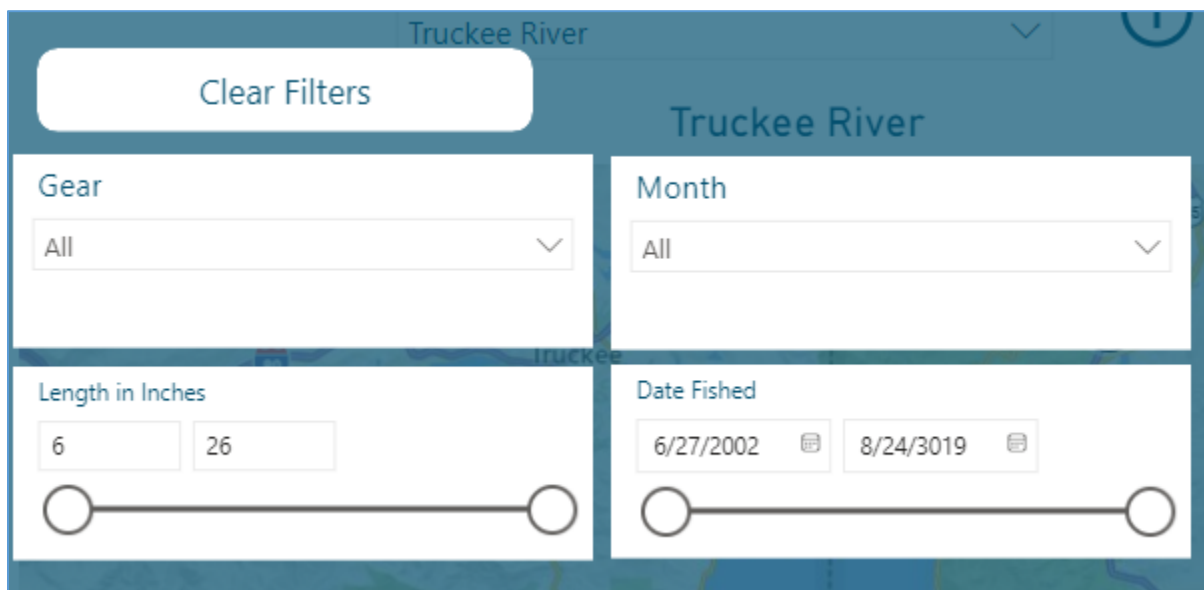 Truckee River
Clear Filters
Truckee River
Gear
All
Month
All
Truckee
Length in Inches
6 26
Date Fished
6/27/2002 8/24/3019